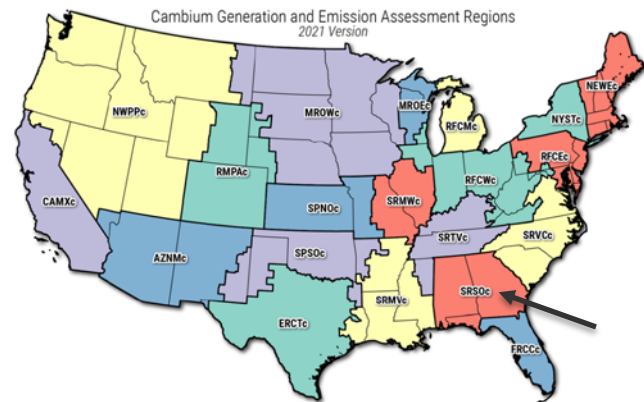 Cambium Generation and Emission Assessment Regions
2021 Version
NWPPc
MROWc
MROEc
RFCMc
NEWEc
NYSTc
RFCEc
RMPAc
RFCWc
CAMXc
SPNOc
SRMWc
SRTVc
SRVCc
AZNMc
SPSOc
SRMVc
SRSOc
ERCTc
FRCCc